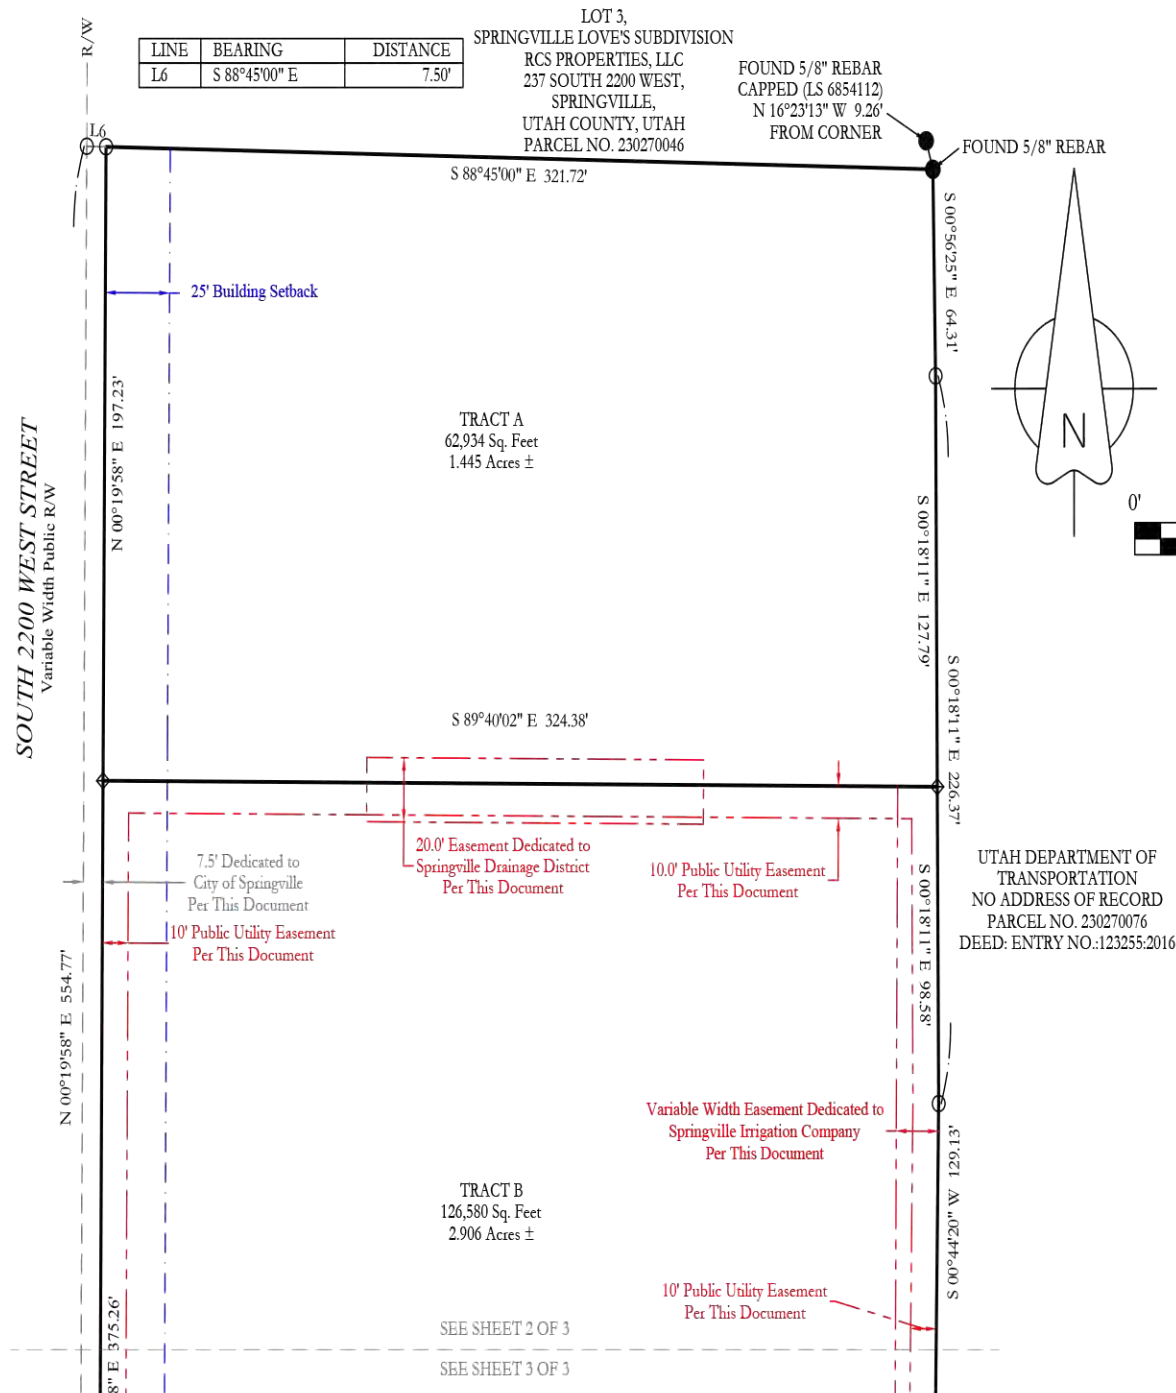 R/W
LINE BEARING DISTANCE
L6 S 88°45'00" E 7.50'
LOT 3,
SPRINGVILLE LOVE'S SUBDIVISION
RCS PROPERTIES, LLC
237 SOUTH 2200 WEST,
SPRINGVILLE,
UTAH COUNTY, UTAH
PARCEL NO. 230270046
FOUND 5/8" REBAR
CAPPED (LS 6854112)
N 16°23'13" W 9.26'
FROM CORNER
FOUND 5/8" REBAR
L6
S 88°45'00" E 321.72'
S 00°56'25" E 64.31'
25' Building Setback
N 00°19'58" E 197.23'
TRACT A
62,934 Sq. Feet
1.445 Acres ±
N
0'
SOUTH 2200 WEST STREET
Variable Width Public R/W
S 00°18'11" E 127.79'
S 89°40'02" E 324.38'
S 00°18'11" E 226.37'
20.0' Easement Dedicated to
Springville Drainage District
Per This Document
10.0' Public Utility Easement
Per This Document
7.5' Dedicated to
City of Springville
Per This Document
10' Public Utility Easement
Per This Document
UTAH DEPARTMENT OF
TRANSPORTATION
NO ADDRESS OF RECORD
PARCEL NO. 230270076
DEED: ENTRY NO.:123255:2016
S 00°18'11" E 98.58'
N 00°19'58" E 554.77'
Variable Width Easement Dedicated to
Springville Irrigation Company
Per This Document
S 00°44'20" W 129.13'
TRACT B
126,580 Sq. Feet
2.906 Acres ±
10' Public Utility Easement
Per This Document
8" E 375.26'
SEE SHEET 2 OF 3
SEE SHEET 3 OF 3